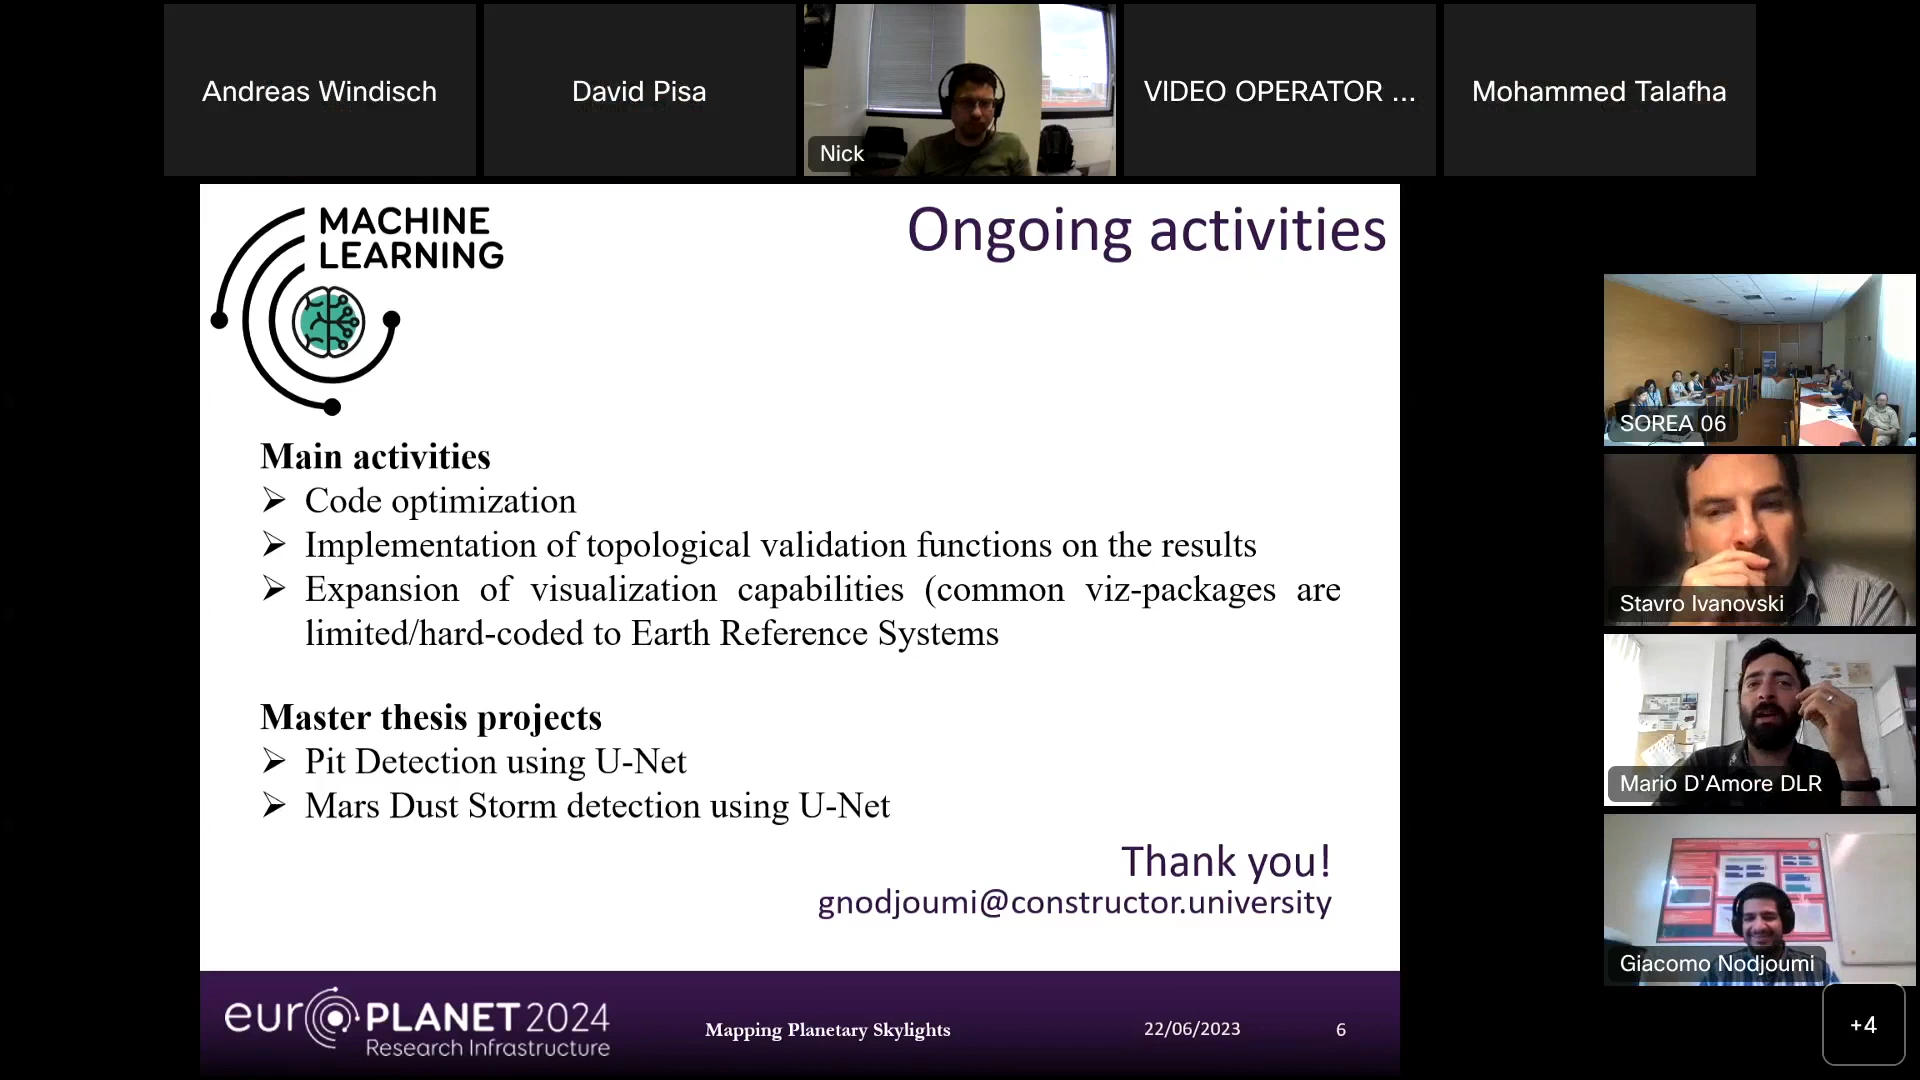 Andreas Windisch
David Pisa
Nick
VIDEO OPERATOR ...
Mohammed Talafha
MACHINE
LEARNING
Ongoing activities
Main activities
➢ Code optimization
➢ Implementation of topological validation functions on the results
➢ Expansion of visualization capabilities (common viz-packages are
limited/hard-coded to Earth Reference Systems
Master thesis projects
➢ Pit Detection using U-Net
➢ Mars Dust Storm detection using U-Net
Thank you!
gnodjoumi@constructor.university
europlanet 2024
Research Infrastructure
Mapping Planetary Skylights
22/06/2023
6
SOREA 06
Stavro Ivanovski
Mario D'Amore DLR
Giacomo Nodjoumi
+4